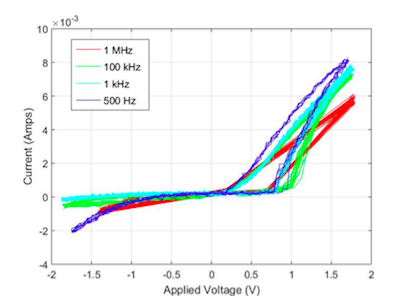 ×10⁻³
10
8
6
4
2
0
-2
-4
-2 -1.5 -1 -0.5 0 0.5 1 1.5 2
Current (Amps)
Applied Voltage (V)
1 MHz
100 kHz
1 kHz
500 Hz